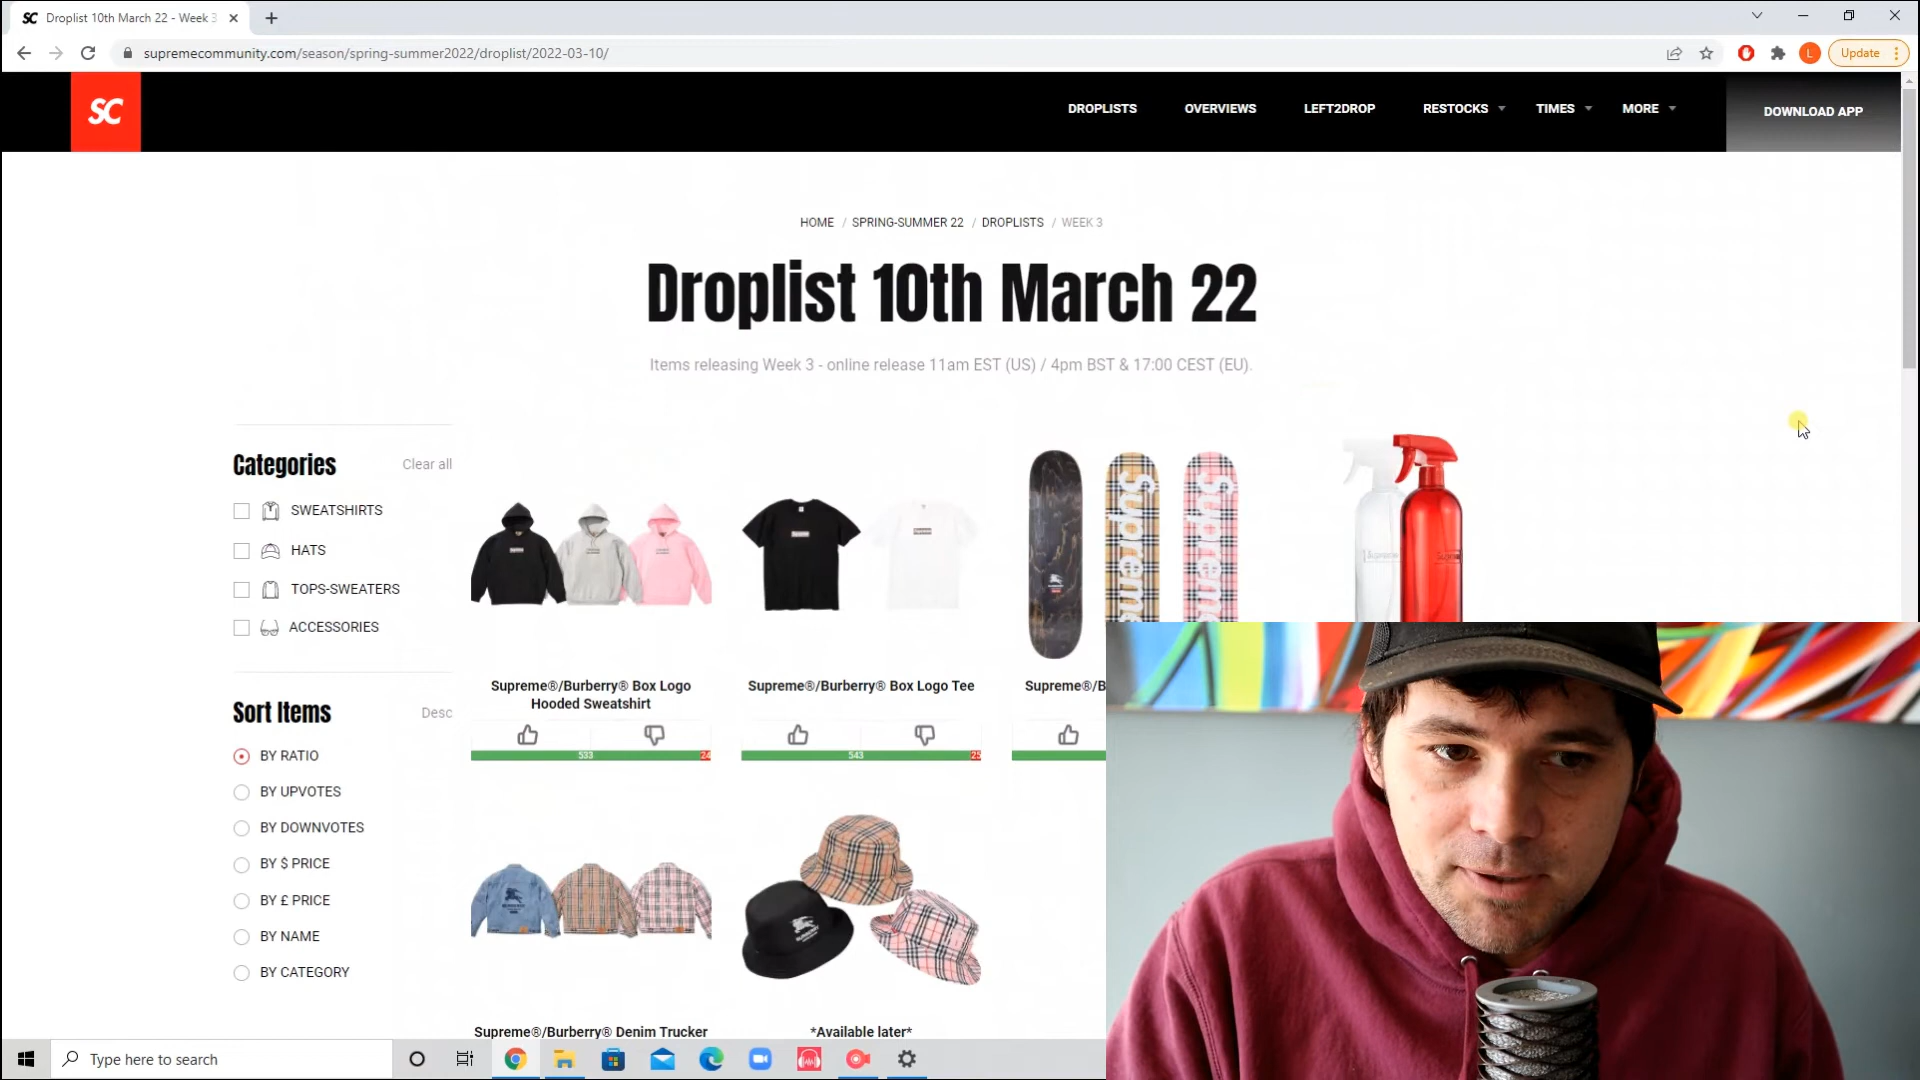 SC Droplist 10th March 22 - Week 3
supremecommunity.com/season/spring-summer2022/droplist/2022-03-10/
L
Update
SC
DROPLISTS
OVERVIEWS
LEFT2DROP
RESTOCKS
TIMES
MORE
DOWNLOAD APP
HOME / SPRING-SUMMER 22 / DROPLISTS / WEEK 3
Droplist 10th March 22
Items releasing Week 3 - online release 11am EST (US) / 4pm BST & 17:00 CEST (EU).
Categories
Clear all
SWEATSHIRTS
HATS
TOPS-SWEATERS
ACCESSORIES
Sort Items
Desc
BY RATIO
BY UPVOTES
BY DOWNVOTES
BY $ PRICE
BY £ PRICE
BY NAME
BY CATEGORY
Supreme®/Burberry® Box Logo
Hooded Sweatshirt
533
24
Supreme®/Burberry® Box Logo Tee
543
25
Supreme
Supreme
Supreme®/B
Supreme®/Burberry® Denim Trucker
*Available later*
Type here to search